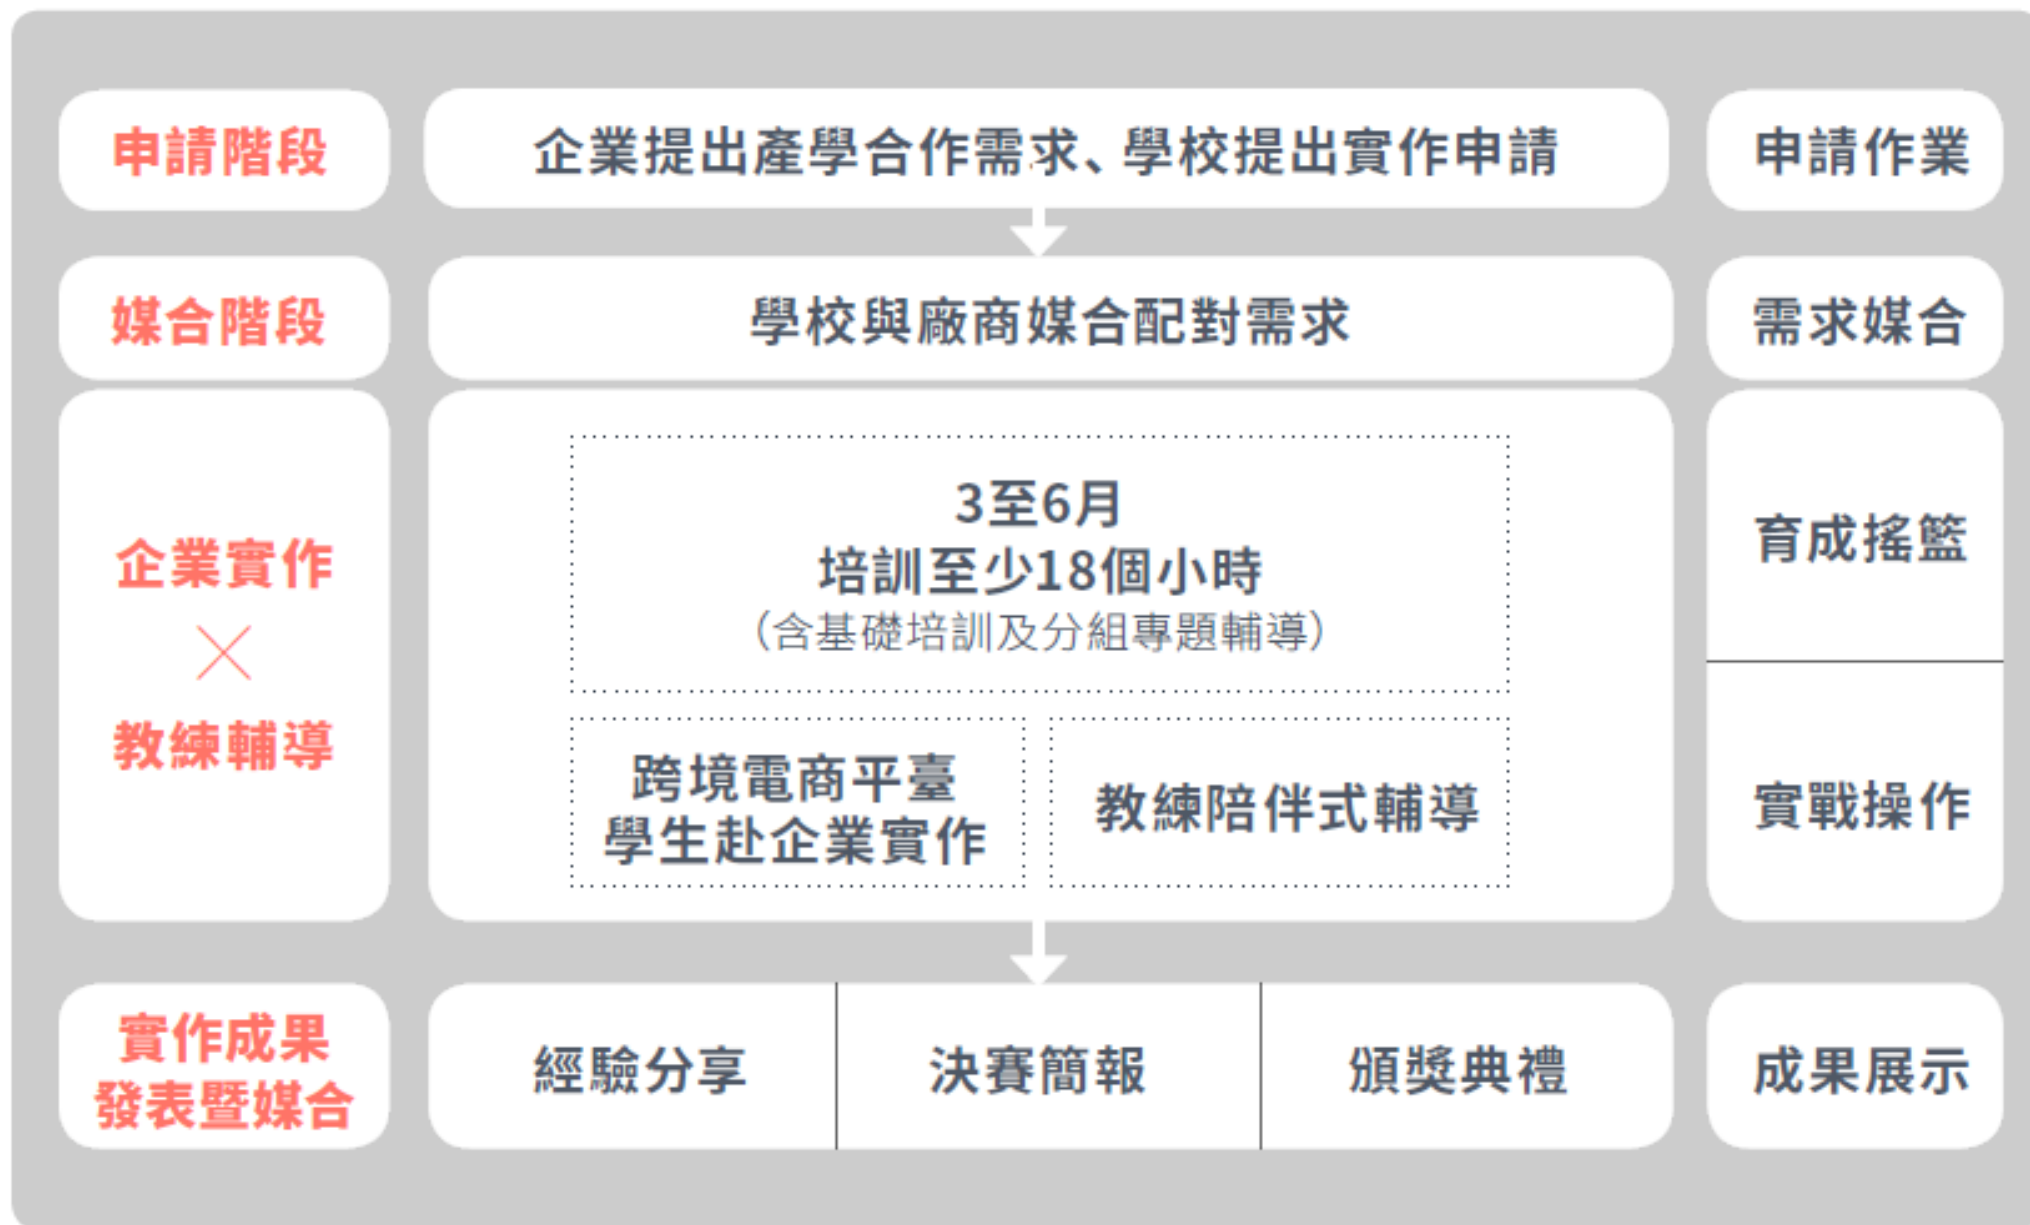 申請階段
企業提出產學合作需求、學校提出實作申請
申請作業
媒合階段
學校與廠商媒合配對需求
需求媒合
企業實作
×
教練輔導
3至6月
培訓至少18個小時
（含基礎培訓及分組專題輔導）
跨境電商平臺
學生赴企業實作
教練陪伴式輔導
育成搖籃
實戰操作
實作成果
發表暨媒合
經驗分享
決賽簡報
頒獎典禮
成果展示